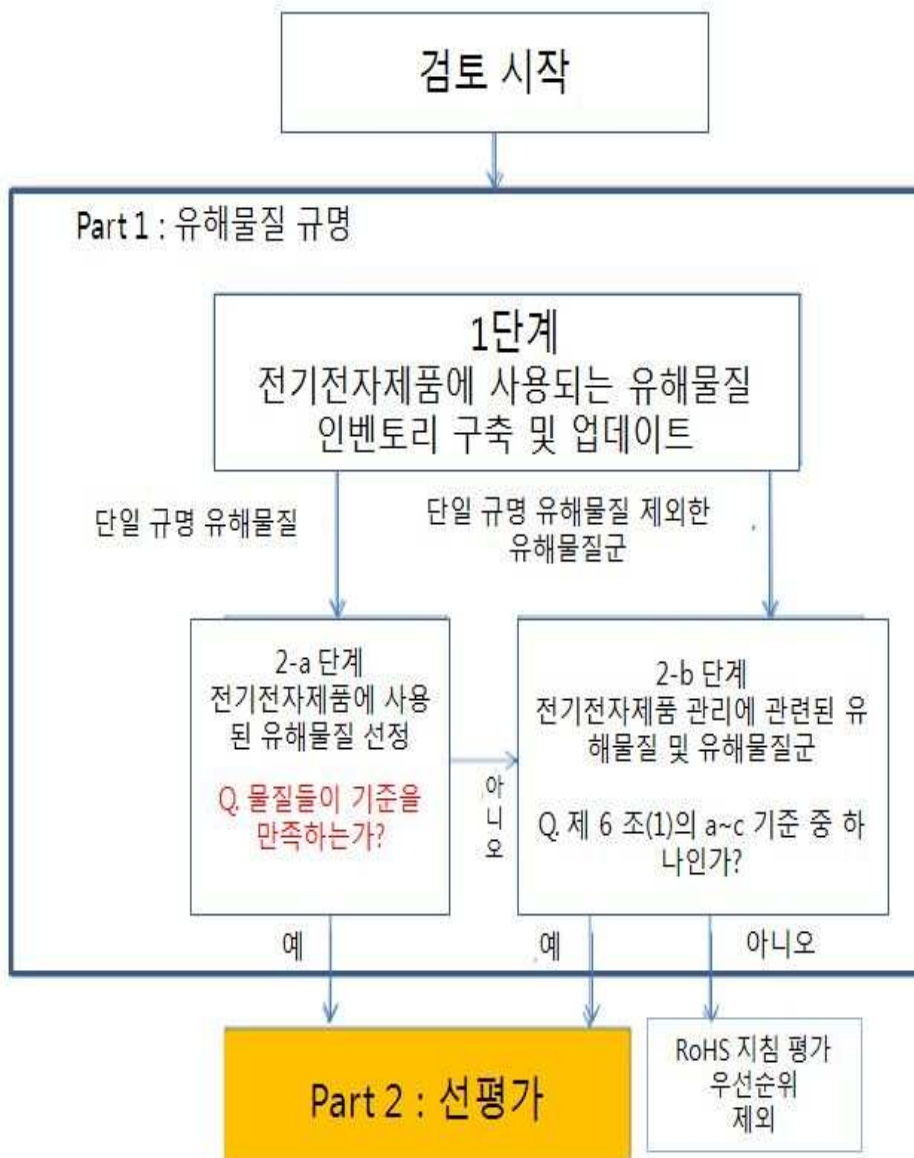 검토 시작
Part 1 : 유해물질 규명
1단계
전기전자제품에 사용되는 유해물질
인벤토리 구축 및 업데이트
단일 규명 유해물질
단일 규명 유해물질 제외한
유해물질군
2-a 단계
전기전자제품에 사용
된 유해물질 선정
Q. 물질들이 기준을
만족하는가?
아
니
오
2-b 단계
전기전자제품 관리에 관련된 유
해물질 및 유해물질군
Q. 제 6 조(1)의 a~c 기준 중 하
나인가?
예
예
아니오
Part 2 : 선평가
RoHS 지침 평가
우선순위
제외